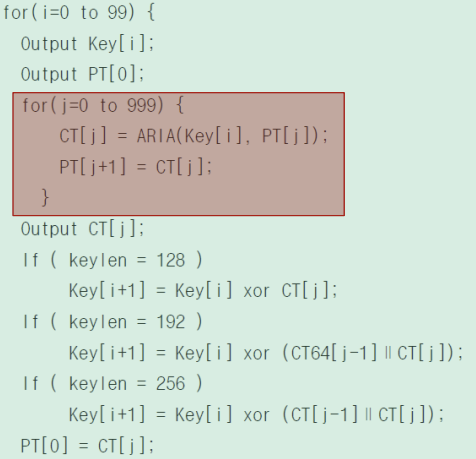 for(i=0 to 99) {
Output Key[i];
Output PT[0];
for(j=0 to 999) {
CT[j] = ARIA(Key[i], PT[j]);
PT[j+1] = CT[j];
}
Output CT[j];
If ( keylen = 128 )
Key[i+1] = Key[i] xor CT[j];
If ( keylen = 192 )
Key[i+1] = Key[i] xor (CT64[j-1]∥CT[j]);
If ( keylen = 256 )
Key[i+1] = Key[i] xor (CT[j-1]∥CT[j]);
PT[0] = CT[j];